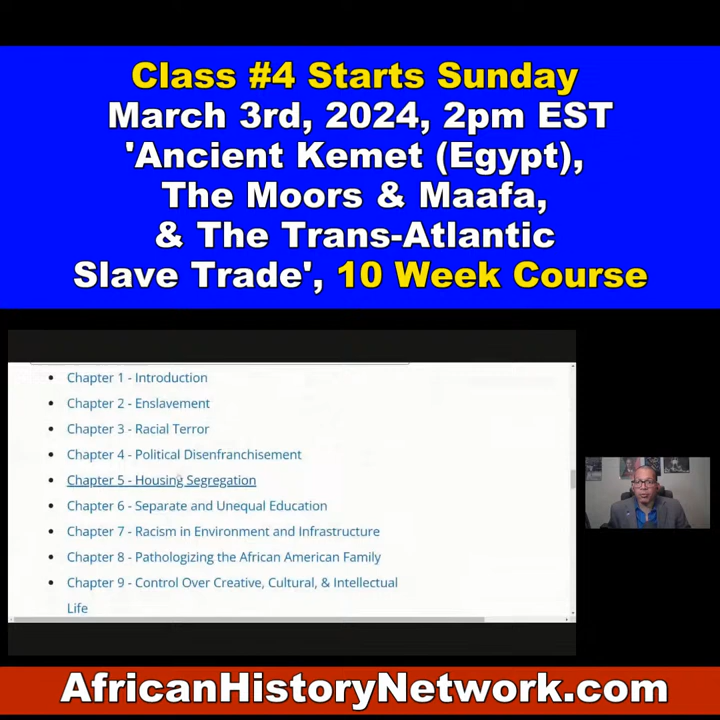 Class #4 Starts Sunday
March 3rd, 2024, 2pm EST
'Ancient Kemet (Egypt),
The Moors & Maafa,
& The Trans-Atlantic
Slave Trade', 10 Week Course
Chapter 1 - Introduction
Chapter 2 - Enslavement
Chapter 3 - Racial Terror
Chapter 4 - Political Disenfranchisement
Chapter 5 - Housing Segregation
Chapter 6 - Separate and Unequal Education
Chapter 7 - Racism in Environment and Infrastructure
Chapter 8 - Pathologizing the African American Family
Chapter 9 - Control Over Creative, Cultural, & Intellectual
Life
AfricanHistoryNetwork.com